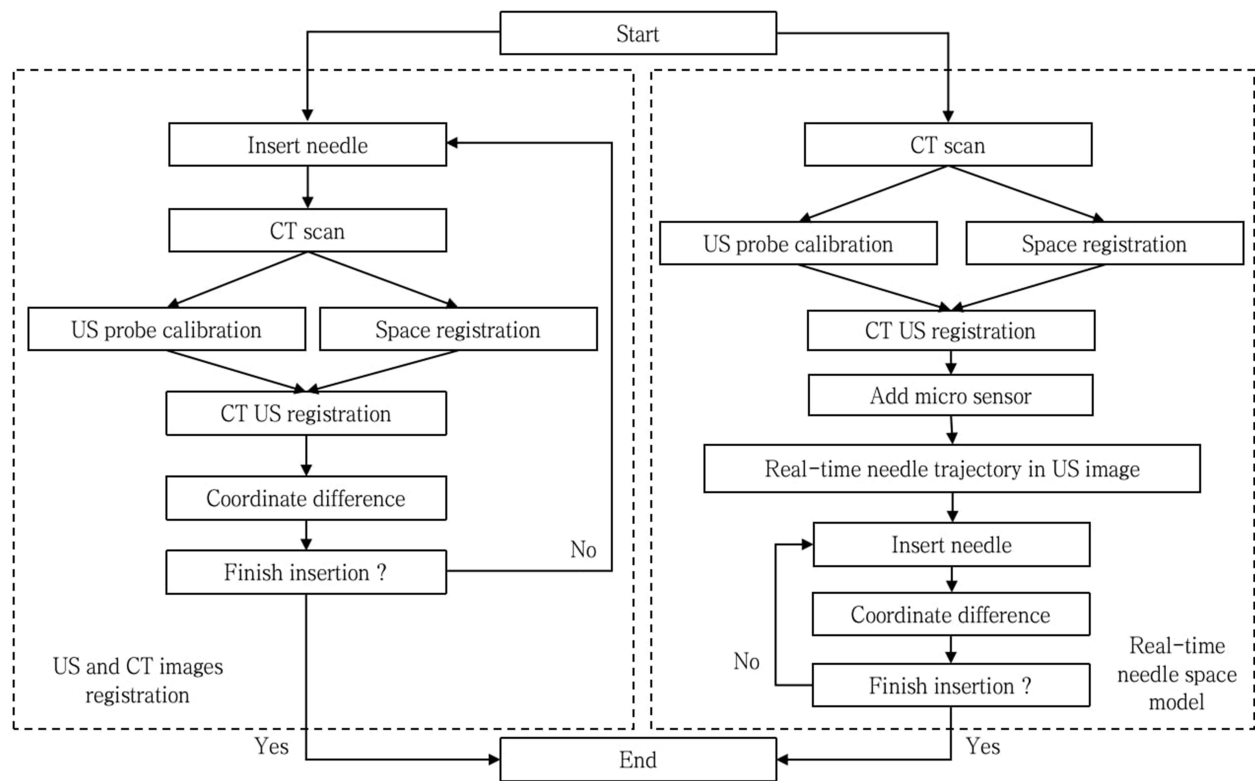 Start
Insert needle
CT scan
US probe calibration
Space registration
CT US registration
Coordinate difference
Finish insertion ?
No
US and CT images
registration
Yes
CT scan
US probe calibration
Space registration
CT US registration
Add micro sensor
Real-time needle trajectory in US image
Insert needle
Coordinate difference
No
Finish insertion ?
Real-time
needle space
model
Yes
End